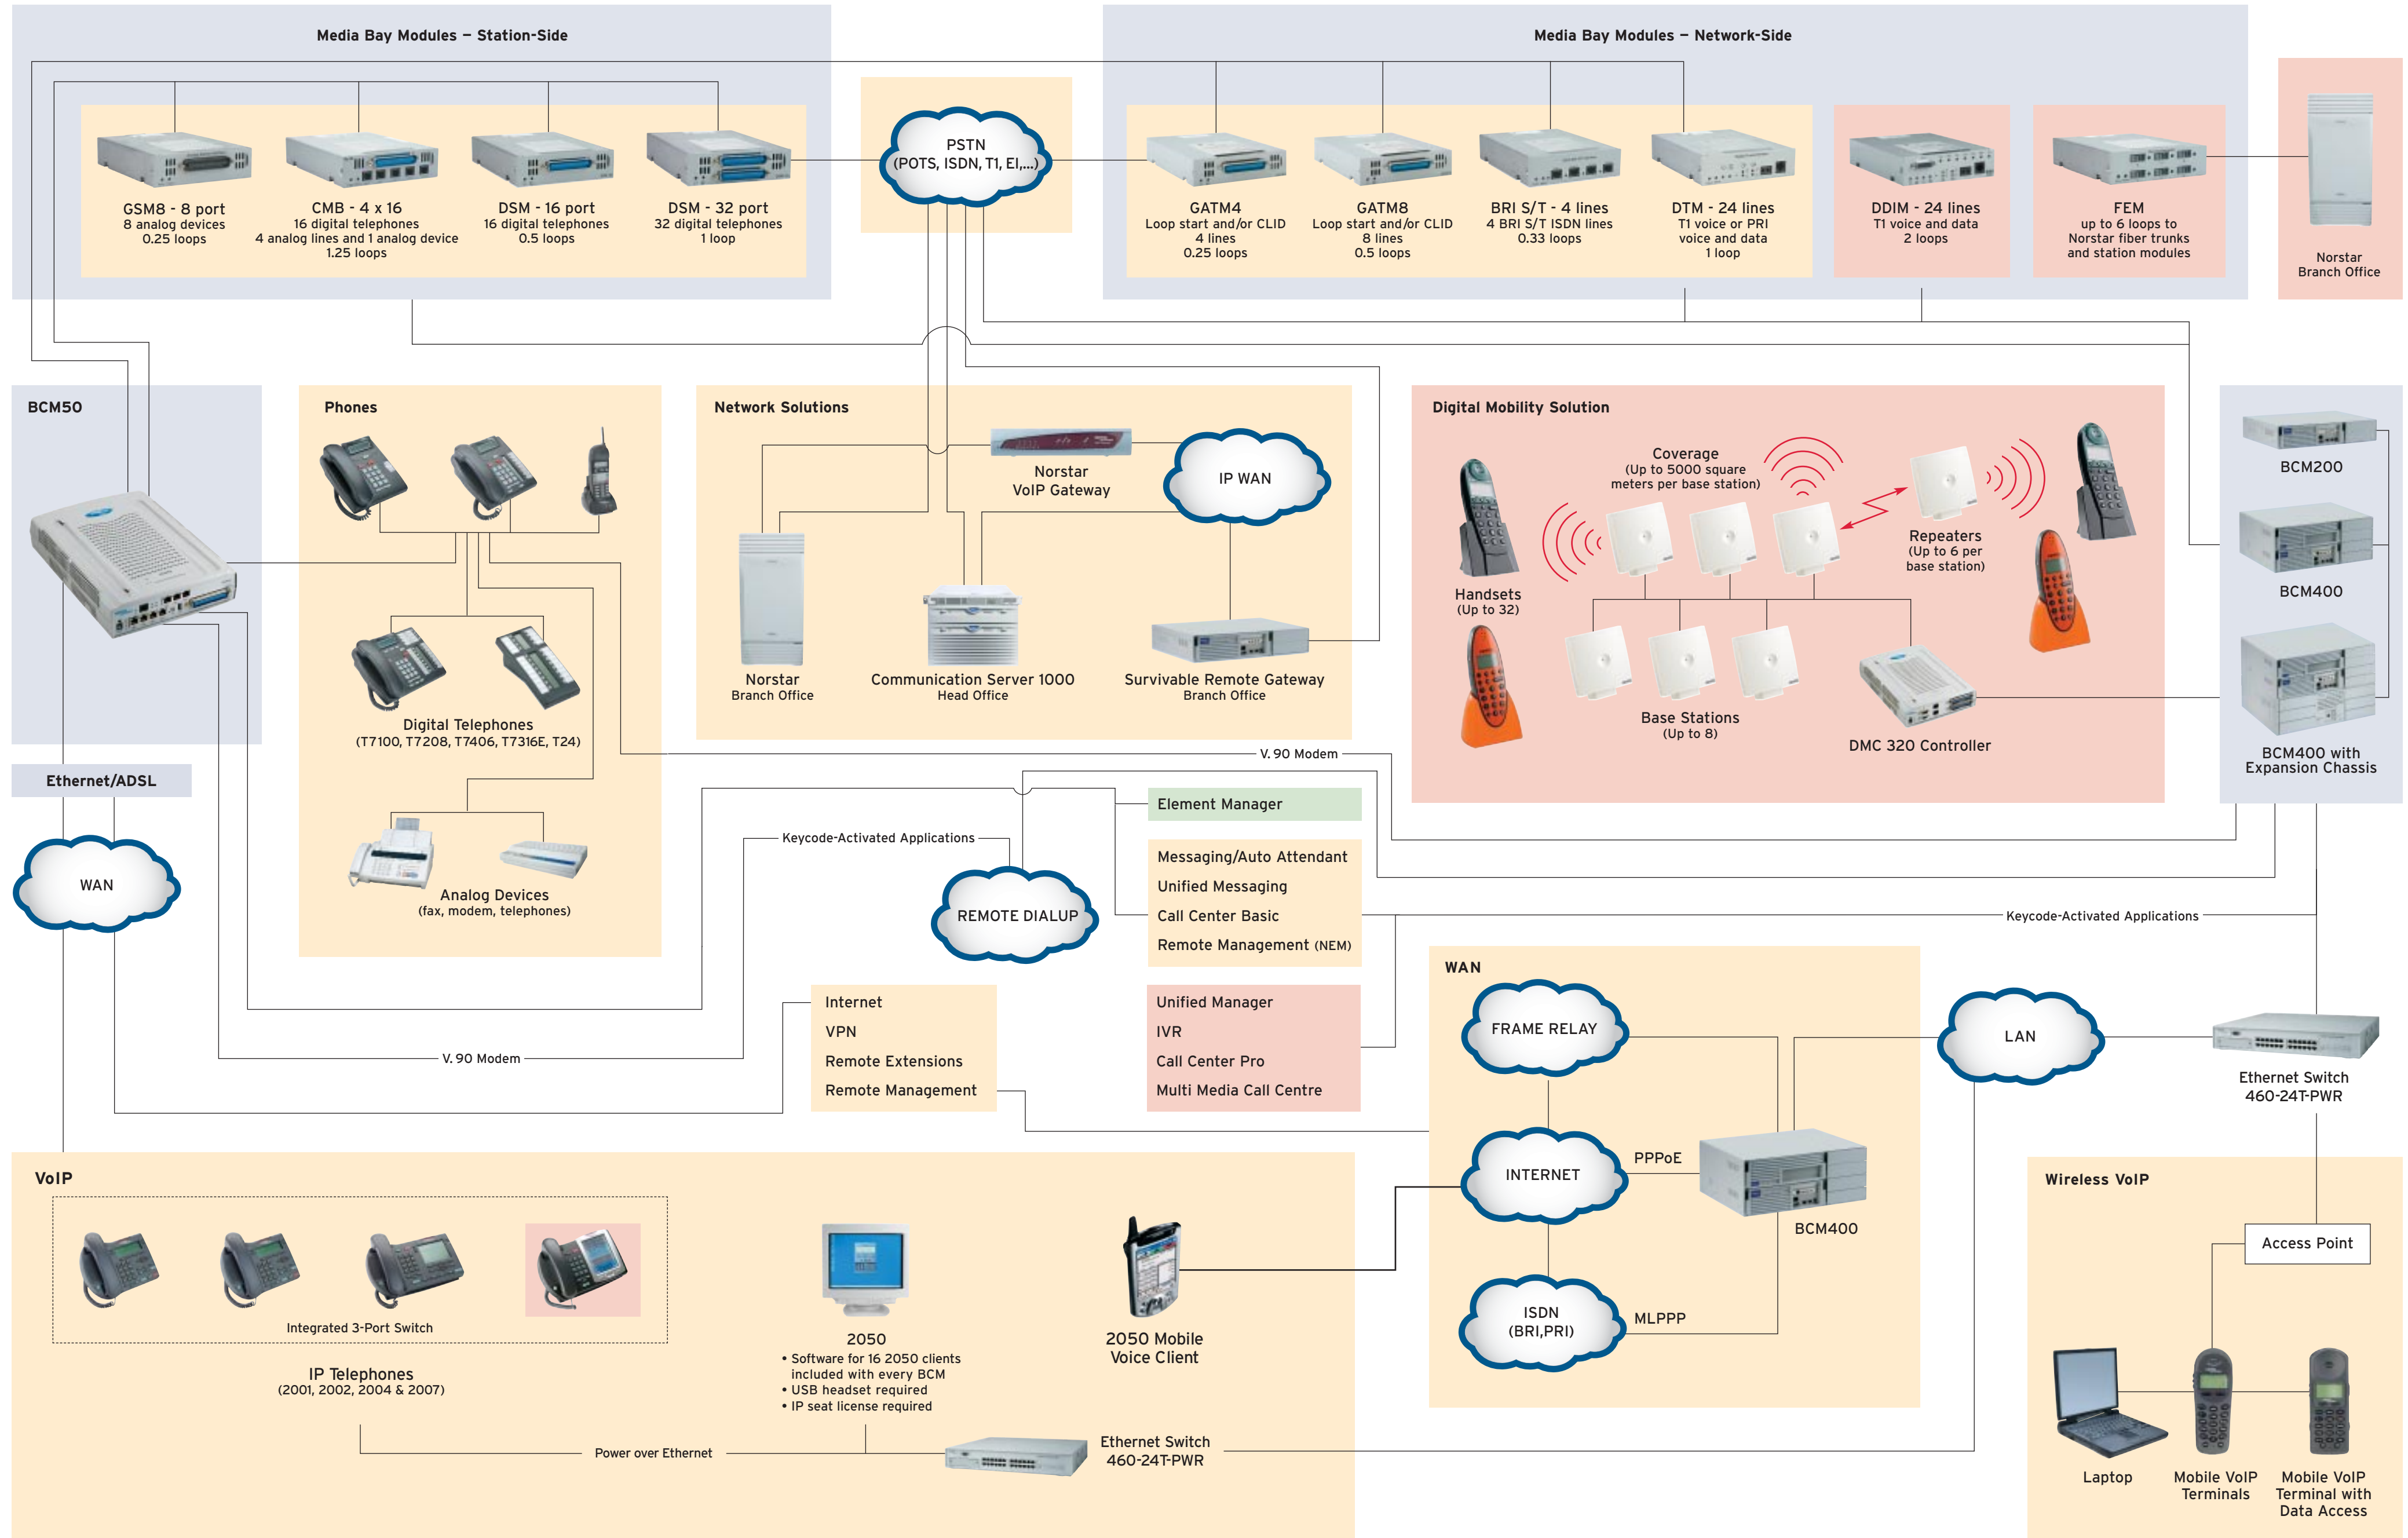 Media Bay Modules – Station-Side
GSM8 - 8 port
8 analog devices
0.25 loops
CMB - 4 x 16
16 digital telephones
4 analog lines and 1 analog device
1.25 loops
DSM - 16 port
16 digital telephones
0.5 loops
DSM - 32 port
32 digital telephones
1 loop
PSTN
(POTS, ISDN, T1, EI,...)
Media Bay Modules – Network-Side
GATM4
Loop start and/or CLID
4 lines
0.25 loops
GATM8
Loop start and/or CLID
8 lines
0.5 loops
BRI S/T - 4 lines
4 BRI S/T ISDN lines
0.33 loops
DTM - 24 lines
T1 voice or PRI
voice and data
1 loop
DDIM - 24 lines
T1 voice and data
2 loops
FEM
up to 6 loops to
Norstar fiber trunks
and station modules
Norstar
Branch Office
BCM50
Phones
Digital Telephones
(T7100, T7208, T7406, T7316E, T24)
Analog Devices
(fax, modem, telephones)
Network Solutions
Norstar
VoIP Gateway
IP WAN
Norstar
Branch Office
Communication Server 1000
Head Office
Survivable Remote Gateway
Branch Office
Digital Mobility Solution
Coverage
(Up to 5000 square
meters per base station)
Repeaters
(Up to 6 per
base station)
Handsets
(Up to 32)
Base Stations
(Up to 8)
DMC 320 Controller
BCM200
BCM400
BCM400 with
Expansion Chassis
Ethernet/ADSL
WAN
V. 90 Modem
Keycode-Activated Applications
REMOTE DIALUP
Element Manager
Messaging/Auto Attendant
Unified Messaging
Call Center Basic
Remote Management (NEM)
Keycode-Activated Applications
Internet
VPN
Remote Extensions
Remote Management
Unified Manager
IVR
Call Center Pro
Multi Media Call Centre
V. 90 Modem
WAN
FRAME RELAY
INTERNET
PPPoE
BCM400
ISDN
(BRI,PRI)
MLPPP
LAN
Ethernet Switch
460-24T-PWR
VoIP
Integrated 3-Port Switch
IP Telephones
(2001, 2002, 2004 & 2007)
2050
• Software for 16 2050 clients
included with every BCM
• USB headset required
• IP seat license required
2050 Mobile
Voice Client
Power over Ethernet
Ethernet Switch
460-24T-PWR
Wireless VoIP
Access Point
Laptop
Mobile VoIP
Terminals
Mobile VoIP
Terminal with
Data Access